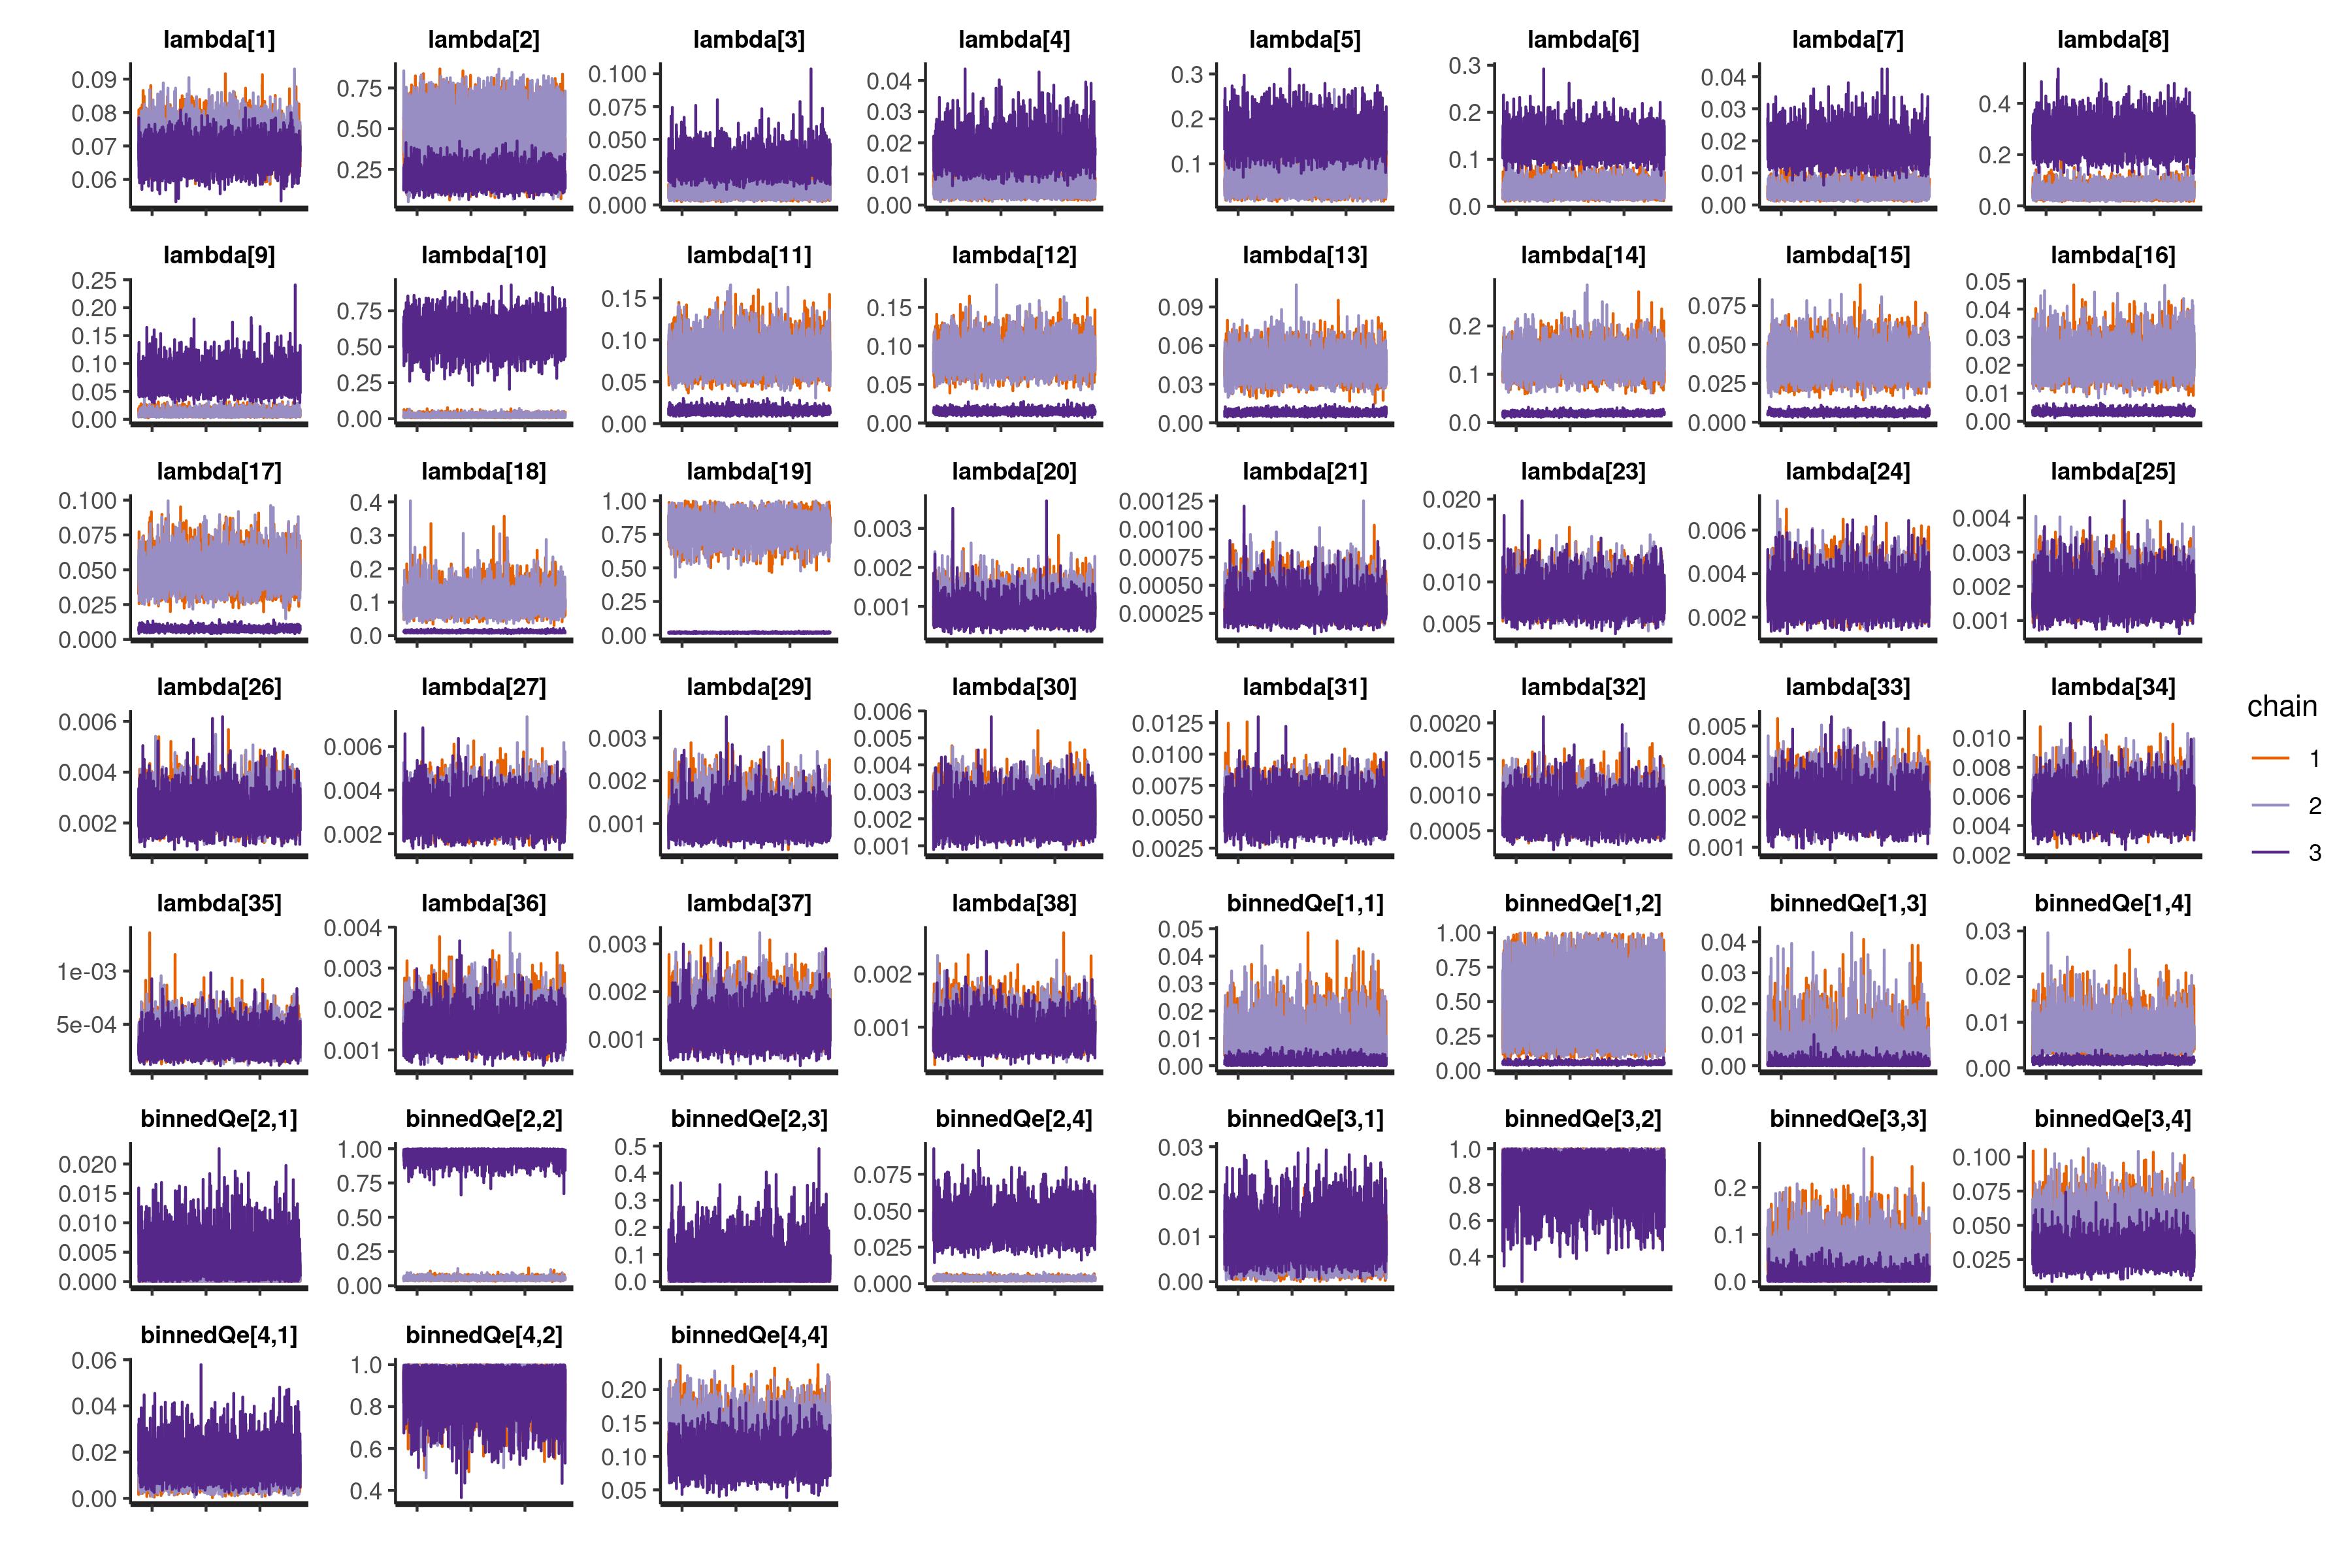 lambda[1] lambda[2] lambda[3] lambda[4] lambda[5] lambda[6] lambda[7] lambda[8]
0.09 0.08 0.07 0.06
0.75 0.50 0.25
0.100 0.075 0.050 0.025 0.000
0.04 0.03 0.02 0.01 0.00
0.3 0.2 0.1
0.3 0.2 0.1 0.0
0.04 0.03 0.02 0.01 0.00
0.4 0.2 0.0
lambda[9] lambda[10] lambda[11] lambda[12] lambda[13] lambda[14] lambda[15] lambda[16]
0.25 0.20 0.15 0.10 0.05 0.00
0.75 0.50 0.25 0.00
0.15 0.10 0.05 0.00
0.15 0.10 0.05 0.00
0.09 0.06 0.03 0.00
0.2 0.1 0.0
0.075 0.050 0.025 0.000
0.05 0.04 0.03 0.02 0.01 0.00
lambda[17] lambda[18] lambda[19] lambda[20] lambda[21] lambda[23] lambda[24] lambda[25]
0.100 0.075 0.050 0.025 0.000
0.4 0.3 0.2 0.1 0.0
1.00 0.75 0.50 0.25 0.00
0.003 0.002 0.001
0.00125 0.00100 0.00075 0.00050 0.00025
0.020 0.015 0.010 0.005
0.006 0.004 0.002
0.004 0.003 0.002 0.001
lambda[26] lambda[27] lambda[29] lambda[30] lambda[31] lambda[32] lambda[33] lambda[34]
0.006 0.004 0.002
0.006 0.004 0.002
0.003 0.002 0.001
0.006 0.005 0.004 0.003 0.002 0.001
0.0125 0.0100 0.0075 0.0050 0.0025
0.0020 0.0015 0.0010 0.0005
0.005 0.004 0.003 0.002 0.001
0.010 0.008 0.006 0.004 0.002
chain
1
2
3
lambda[35] lambda[36] lambda[37] lambda[38] binnedQe[1,1] binnedQe[1,2] binnedQe[1,3] binnedQe[1,4]
1e-03 5e-04
0.004 0.003 0.002 0.001
0.003 0.002 0.001
0.002 0.001
0.05 0.04 0.03 0.02 0.01 0.00
1.00 0.75 0.50 0.25 0.00
0.04 0.03 0.02 0.01 0.00
0.03 0.02 0.01 0.00
binnedQe[2,1] binnedQe[2,2] binnedQe[2,3] binnedQe[2,4] binnedQe[3,1] binnedQe[3,2] binnedQe[3,3] binnedQe[3,4]
0.020 0.015 0.010 0.005 0.000
1.00 0.75 0.50 0.25 0.00
0.5 0.4 0.3 0.2 0.1 0.0
0.075 0.050 0.025 0.000
0.03 0.02 0.01 0.00
1.0 0.8 0.6 0.4
0.2 0.1 0.0
0.100 0.075 0.050 0.025
binnedQe[4,1] binnedQe[4,2] binnedQe[4,4]
0.06 0.04 0.02 0.00
1.0 0.8 0.6 0.4
0.20 0.15 0.10 0.05